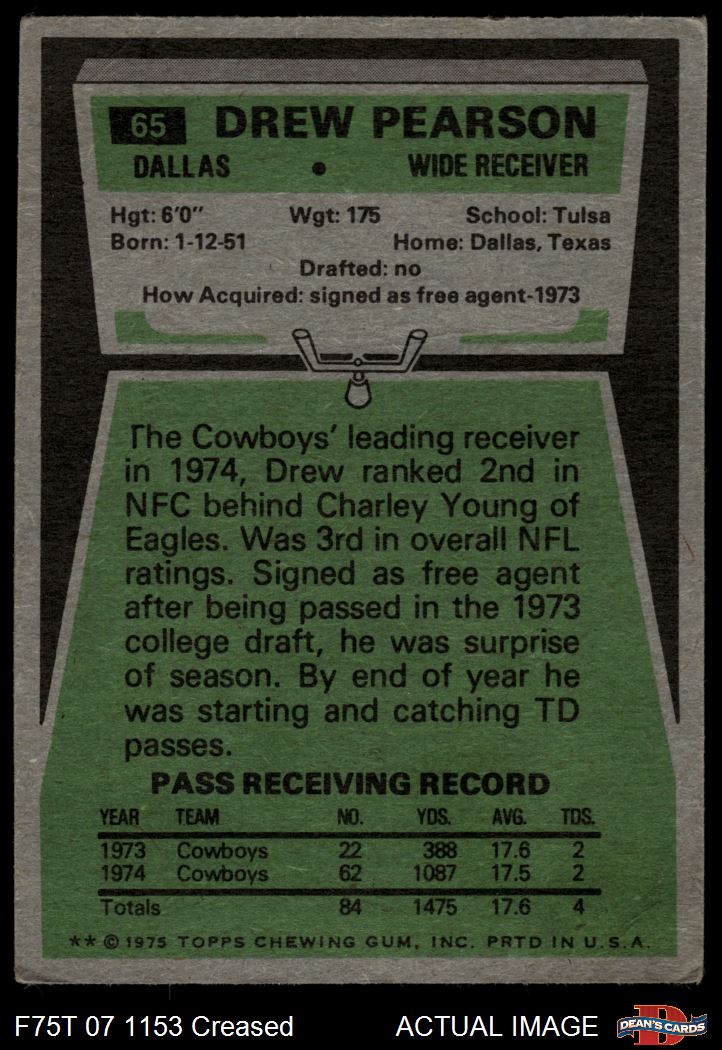 65 DREW PEARSON
DALLAS • WIDE RECEIVER
Hgt: 6'0" Wgt: 175 School: Tulsa
Born: 1-12-51 Home: Dallas, Texas
Drafted: no
How Acquired: signed as free agent-1973
The Cowboys' leading receiver
in 1974, Drew ranked 2nd in
NFC behind Charley Young of
Eagles. Was 3rd in overall NFL
ratings. Signed as free agent
after being passed in the 1973
college draft, he was surprise
of season. By end of year he
was starting and catching TD
passes.
PASS RECEIVING RECORD
YEAR TEAM NO. YDS. AVG. TDS.
1973 Cowboys 22 388 17.6 2
1974 Cowboys 62 1087 17.5 2
Totals 84 1475 17.6 4
** © 1975 TOPPS CHEWING GUM, INC. PRTD IN U.S.A.
F75T 07 1153 Creased ACTUAL IMAGE D DEAN'S CARDS